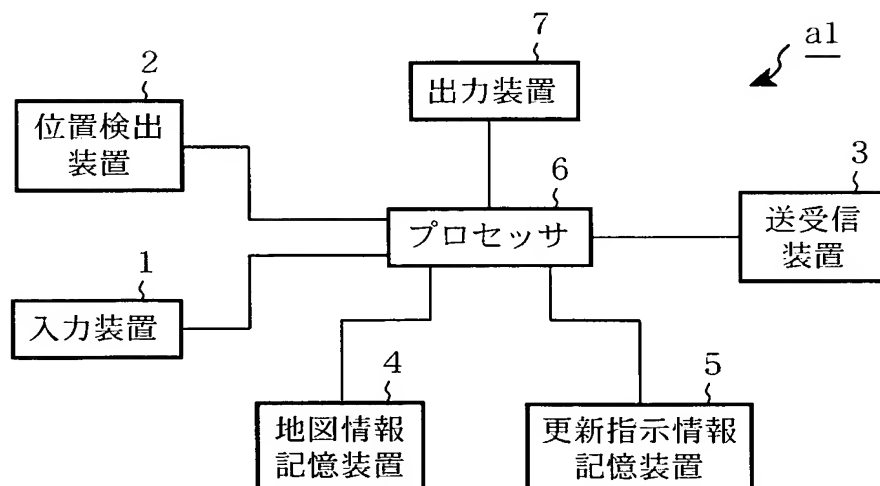 7
出力装置
a1
2
位置検出
装置
6
プロセッサ
3
送受信
装置
1
入力装置
4
地図情報
記憶装置
5
更新指示情報
記憶装置